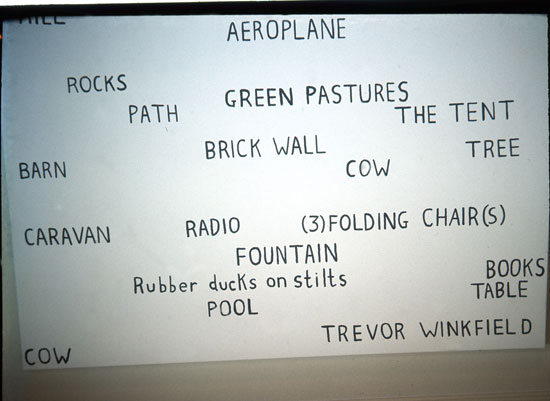 HILL
AEROPLANE
ROCKS
GREEN PASTURES
PATH
THE TENT
BRICK WALL
TREE
BARN
COW
CARAVAN
RADIO
(3)FOLDING CHAIR(S)
FOUNTAIN
BOOKS
Rubber ducks on stilts
TABLE
POOL
TREVOR WINKFIELD
COW